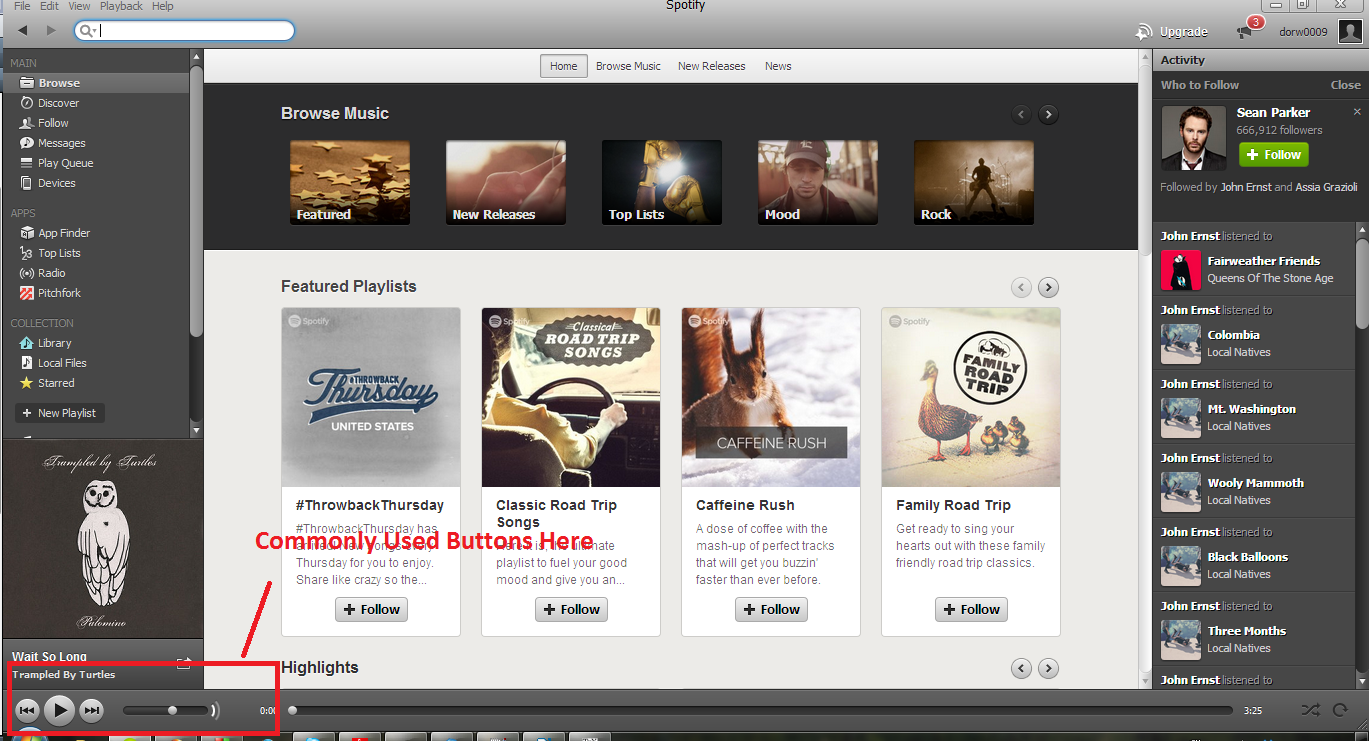 Spotify
File Edit View Playback Help
Upgrade
3
dorw0009
MAIN
Browse
Discover
Follow
Messages
Play Queue
Devices
APPS
App Finder
Top Lists
Radio
Pitchfork
COLLECTION
Library
Local Files
Starred
+ New Playlist
Trampled by Turtles
Palomino
Wait So Long
Trampled By Turtles
Home Browse Music New Releases News
Browse Music
Featured
New Releases
Top Lists
Mood
Rock
Featured Playlists
Spotify
#THROWBACK
Thursday
UNITED STATES
#ThrowbackThursday
#ThrowbackThursday has
Thursday for you to enjoy.
Share like crazy so the...
+ Follow
Spotify
Classical
ROAD TRIP
SONGS
Classic Road Trip
Songs
playlist to fuel your good
mood and give you an...
+ Follow
Spotify
CAFFEINE RUSH
Caffeine Rush
A dose of coffee with the
mash-up of perfect tracks
that will get you buzzin'
faster than ever before.
+ Follow
Spotify
FAMILY
ROAD
TRIP
Family Road Trip
Get ready to sing your
hearts out with these family
friendly road trip classics.
+ Follow
Commonly Used Buttons Here
Highlights
Activity
Who to Follow Close
Sean Parker
666,912 followers
+ Follow
Followed by John Ernst and Assia Grazioli
John Ernst listened to
Fairweather Friends
Queens Of The Stone Age
John Ernst listened to
Colombia
Local Natives
John Ernst listened to
Mt. Washington
Local Natives
John Ernst listened to
Wooly Mammoth
Local Natives
John Ernst listened to
Black Balloons
Local Natives
John Ernst listened to
Three Months
Local Natives
John Ernst listened to
0:00
3:25